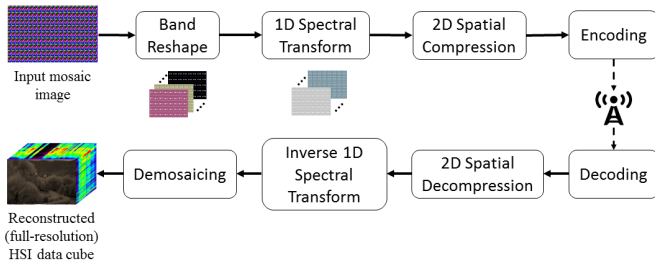 Input mosaic
image
Band
Reshape
1D Spectral
Transform
2D Spatial
Compression
Encoding
Decoding
2D Spatial
Decompression
Inverse 1D
Spectral
Transform
Demosaicing
Reconstructed
(full-resolution)
HSI data cube